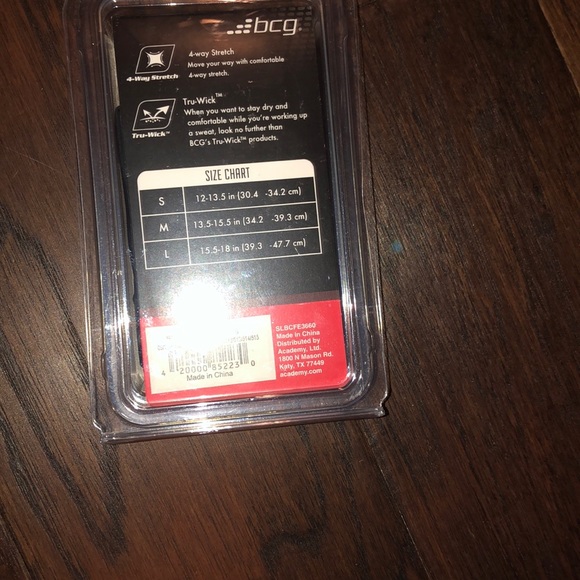 bcg
4-Way Stretch
4-way Stretch
Move your way with comfortable
4-way stretch.
Tru-Wick™
Tru-Wick™
When you want to stay dry and
comfortable while you're working up
a sweat, look no further than
BCG's Tru-Wick™ products.
SIZE CHART
S 12-13.5 in (30.4 -34.2 cm)
M 13.5-15.5 in (34.2 -39.3 cm)
L 15.5-18 in (39.3 -47.7 cm)
4 20000 85223 0
Made in China
SLBCFE3660
Made in China
Distributed by
Academy, Ltd.
1800 N Mason Rd.
Katy, TX 77449
academy.com